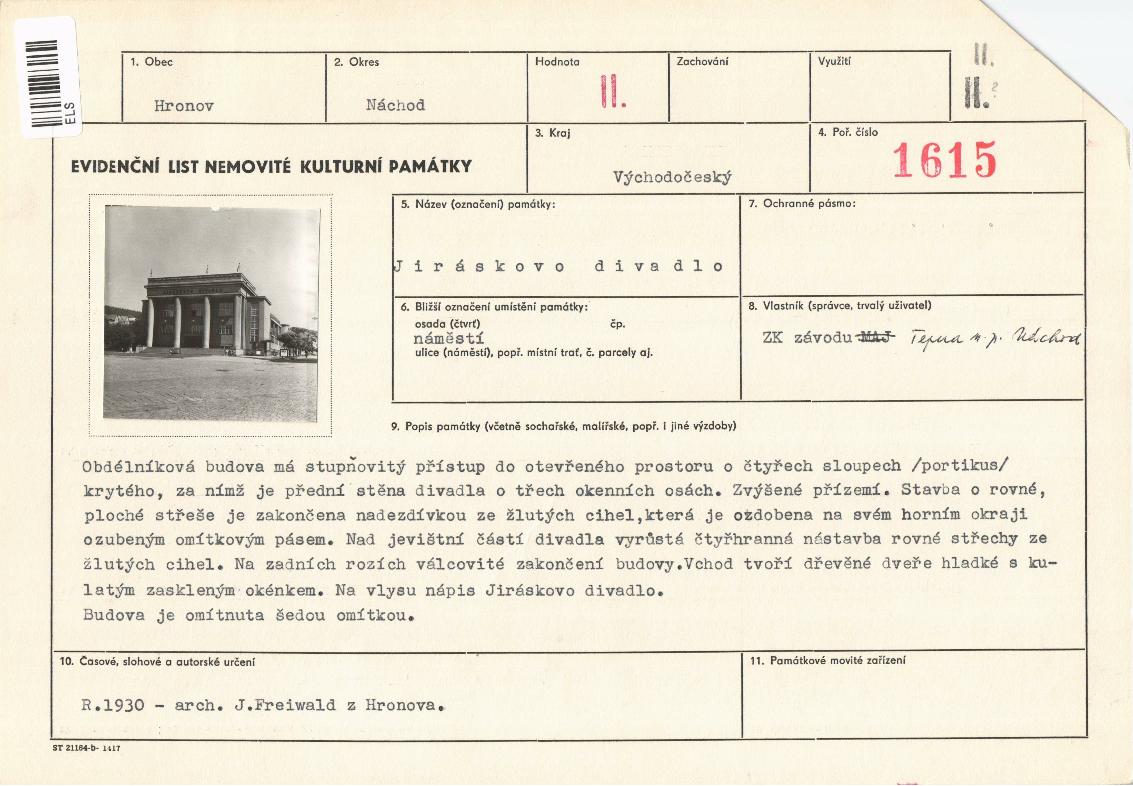 ELS
1. Obec
Hronov
2. Okres
Náchod
Hodnota
II.
Zachování
Využití
II.
II.?
EVIDENČNÍ LIST NEMOVITÉ KULTURNÍ PAMÁTKY
3. Kraj
Východočeský
4. Poř. číslo
1615
5. Název (označení) památky:
Jiráskovo divadlo
7. Ochranné pásmo:
6. Bližší označení umístění památky:
osada (čtvrť) čp.
náměstí
ulice (náměstí), popř. místní trať, č. parcely aj.
8. Vlastník (správce, trvalý uživatel)
ZK závodu MAJ Tepna n.p. Náchod
9. Popis památky (včetně sochařské, malířské, popř. i jiné výzdoby)
Obdélníková budova má stupňovitý přístup do otevřeného prostoru o čtyřech sloupech /portikus/
krytého, za nímž je přední stěna divadla o třech okenních osách. Zvýšené přízemí. Stavba o rovné,
ploché střeše je zakončena nadezdívkou ze žlutých cihel,která je ozdobena na svém horním okraji
ozubeným omítkovým pásem. Nad jevištní částí divadla vyrůstá čtyřhranná nástavba rovné střechy ze
žlutých cihel. Na zadních rozích válcovité zakončení budovy.Vchod tvoří dřevěné dveře hladké s ku-
latým zaskleným okénkem. Na vlysu nápis Jiráskovo divadlo.
Budova je omítnuta šedou omítkou.
10. Časové, slohové a autorské určení
R.1930 - arch. J.Freiwald z Hronova.
11. Památkové movité zařízení
ST 21184-b- 1417